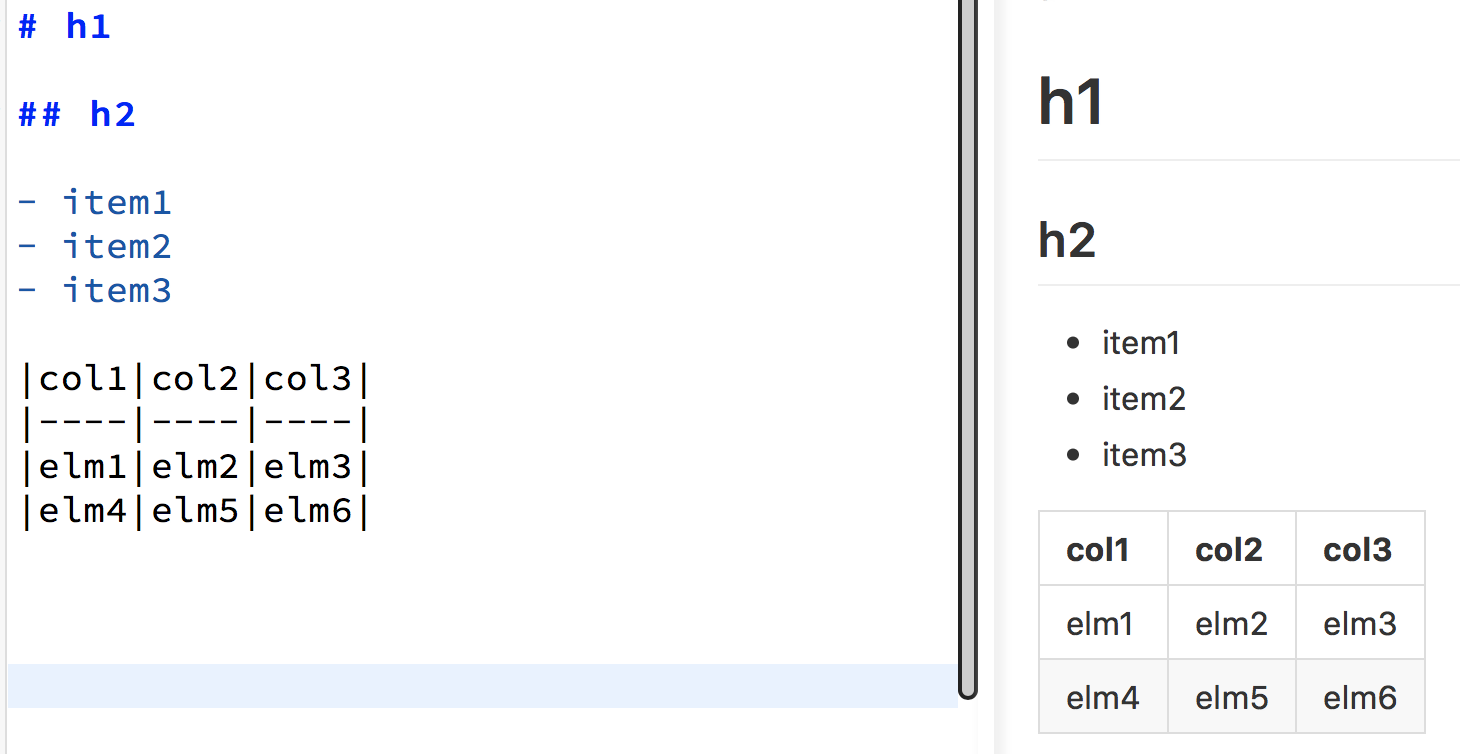 # h1
## h2
- item1
- item2
- item3
|col1|col2|col3|
|----|----|----|
|elm1|elm2|elm3|
|elm4|elm5|elm6|
h1
h2
• item1
• item2
• item3
col1 col2 col3
elm1 elm2 elm3
elm4 elm5 elm6